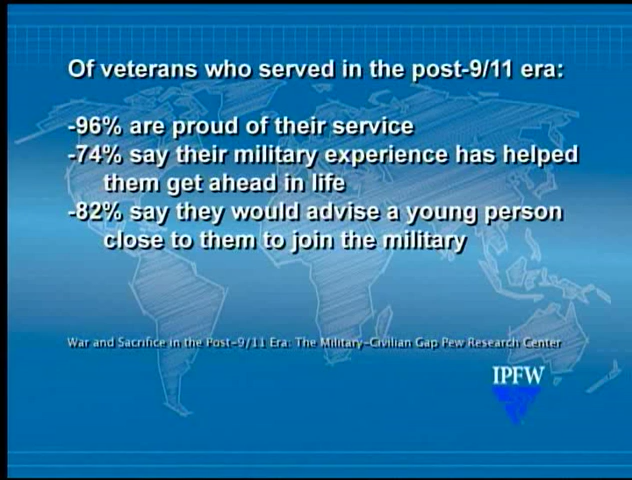 Of veterans who served in the post-9/11 era:
-96% are proud of their service
-74% say their military experience has helped
them get ahead in life
-82% say they would advise a young person
close to them to join the military
War and Sacrifice in the Post-9/11 Era: The Military-Civilian Gap Pew Research Center
IPFW